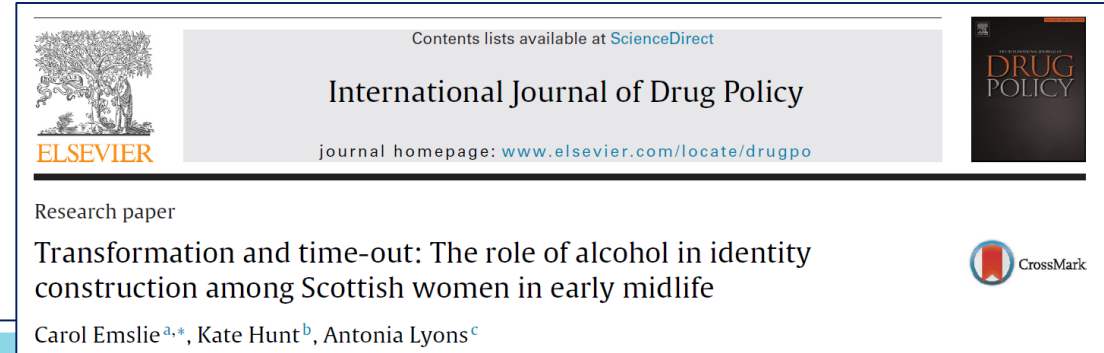 Contents lists available at ScienceDirect
International Journal of Drug Policy
journal homepage: www.elsevier.com/locate/drugpo
ELSEVIER
DRUG
POLICY
Research paper
Transformation and time-out: The role of alcohol in identity
construction among Scottish women in early midlife
CrossMark
Carol Emslie a,*, Kate Hunt b, Antonia Lyons c